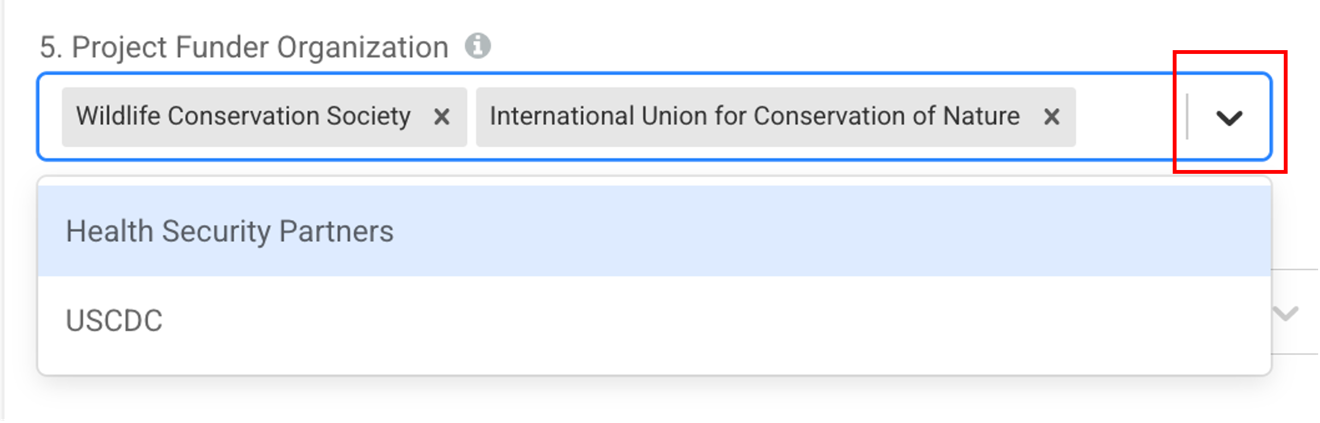 5. Project Funder Organization
Wildlife Conservation Society International Union for Conservation of Nature
Health Security Partners
USCDC